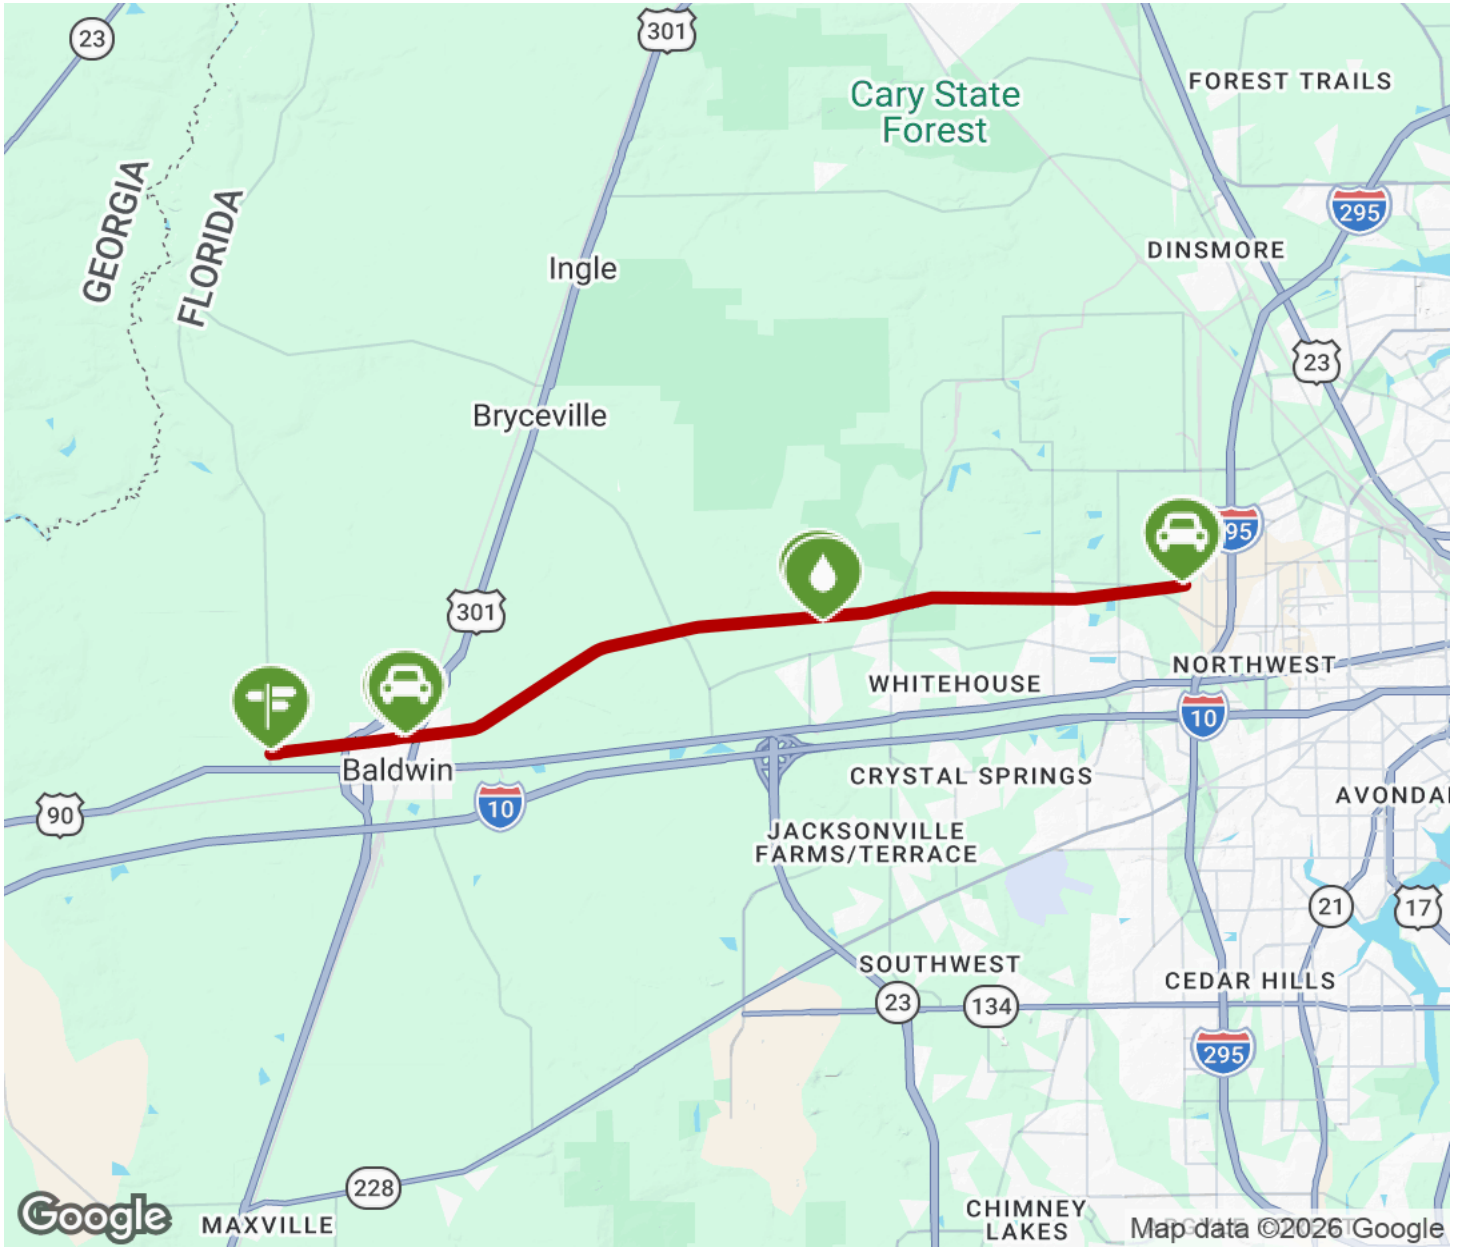 23
301
Cary State
Forest
FOREST TRAILS
GEORGIA
FLORIDA
295
DINSMORE
Ingle
23
Bryceville
95
301
NORTHWEST
WHITEHOUSE
10
Baldwin
CRYSTAL SPRINGS
90
10
AVONDA
JACKSONVILLE
FARMS/TERRACE
21
17
SOUTHWEST
CEDAR HILLS
23
134
295
228
Google
MAXVILLE
CHIMNEY
LAKES
Map data ©2026 Google